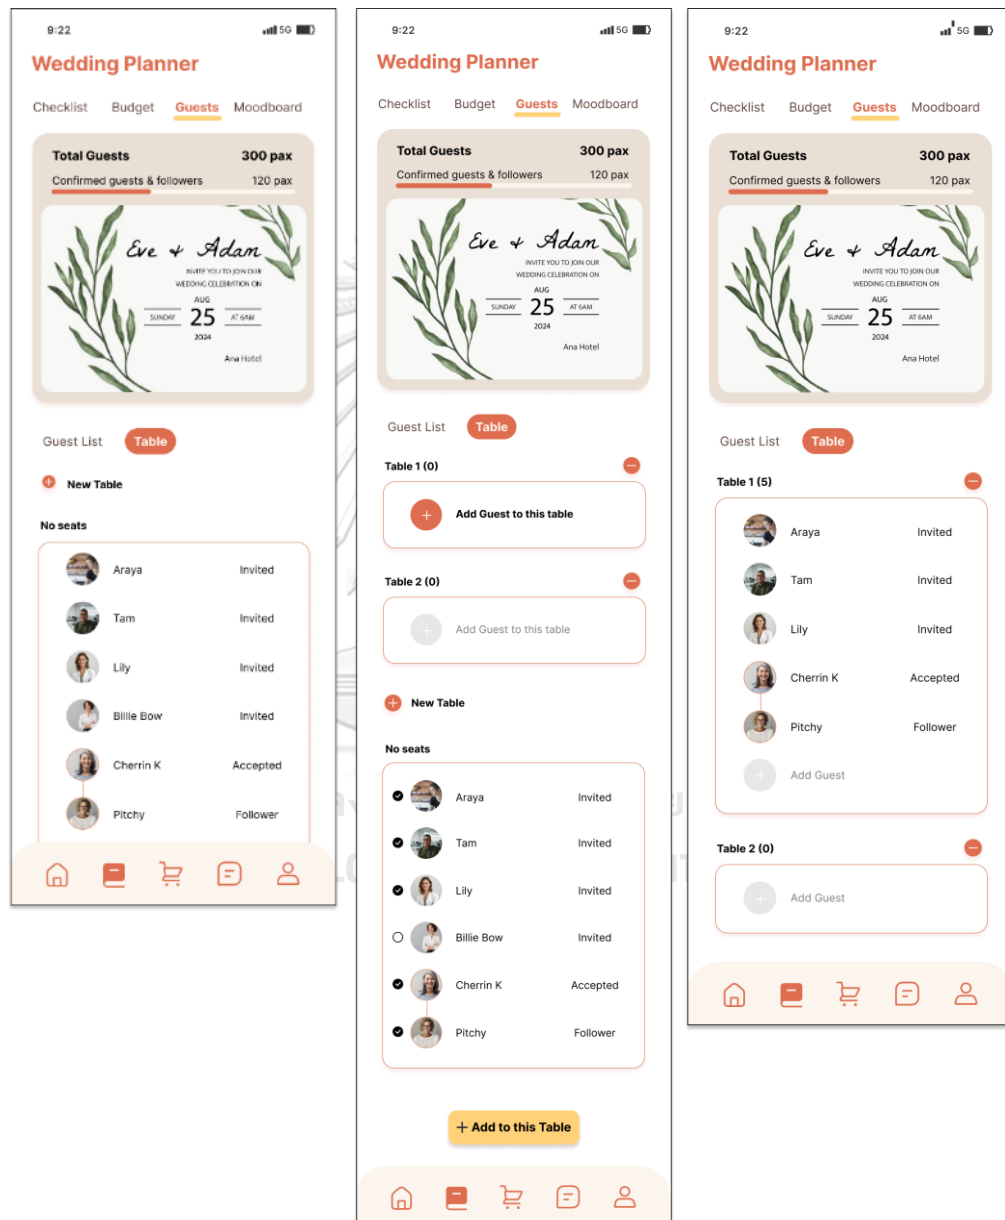 9:22 5G
Wedding Planner
Checklist Budget Guests Moodboard
Total Guests 300 pax
Confirmed guests & followers 120 pax
Eve & Adam
INVITE YOU TO JOIN OUR
WEDDING CELEBRATION ON
AUG
SUNDAY 25 AT 6AM
2024
Ana Hotel
Guest List Table
New Table
No seats
Araya Invited
Tam Invited
Lily Invited
Billie Bow Invited
Cherrin K Accepted
Pitchy Follower
9:22 5G
Wedding Planner
Checklist Budget Guests Moodboard
Total Guests 300 pax
Confirmed guests & followers 120 pax
Eve & Adam
INVITE YOU TO JOIN OUR
WEDDING CELEBRATION ON
AUG
SUNDAY 25 AT 6AM
2024
Ana Hotel
Guest List Table
Table 1 (0)
Add Guest to this table
Table 2 (0)
Add Guest to this table
New Table
No seats
Araya Invited
Tam Invited
Lily Invited
Billie Bow Invited
Cherrin K Accepted
Pitchy Follower
+ Add to this Table
9:22 5G
Wedding Planner
Checklist Budget Guests Moodboard
Total Guests 300 pax
Confirmed guests & followers 120 pax
Eve & Adam
INVITE YOU TO JOIN OUR
WEDDING CELEBRATION ON
AUG
SUNDAY 25 AT 6AM
2024
Ana Hotel
Guest List Table
Table 1 (5)
Araya Invited
Tam Invited
Lily Invited
Cherrin K Accepted
Pitchy Follower
Add Guest
Table 2 (0)
Add Guest